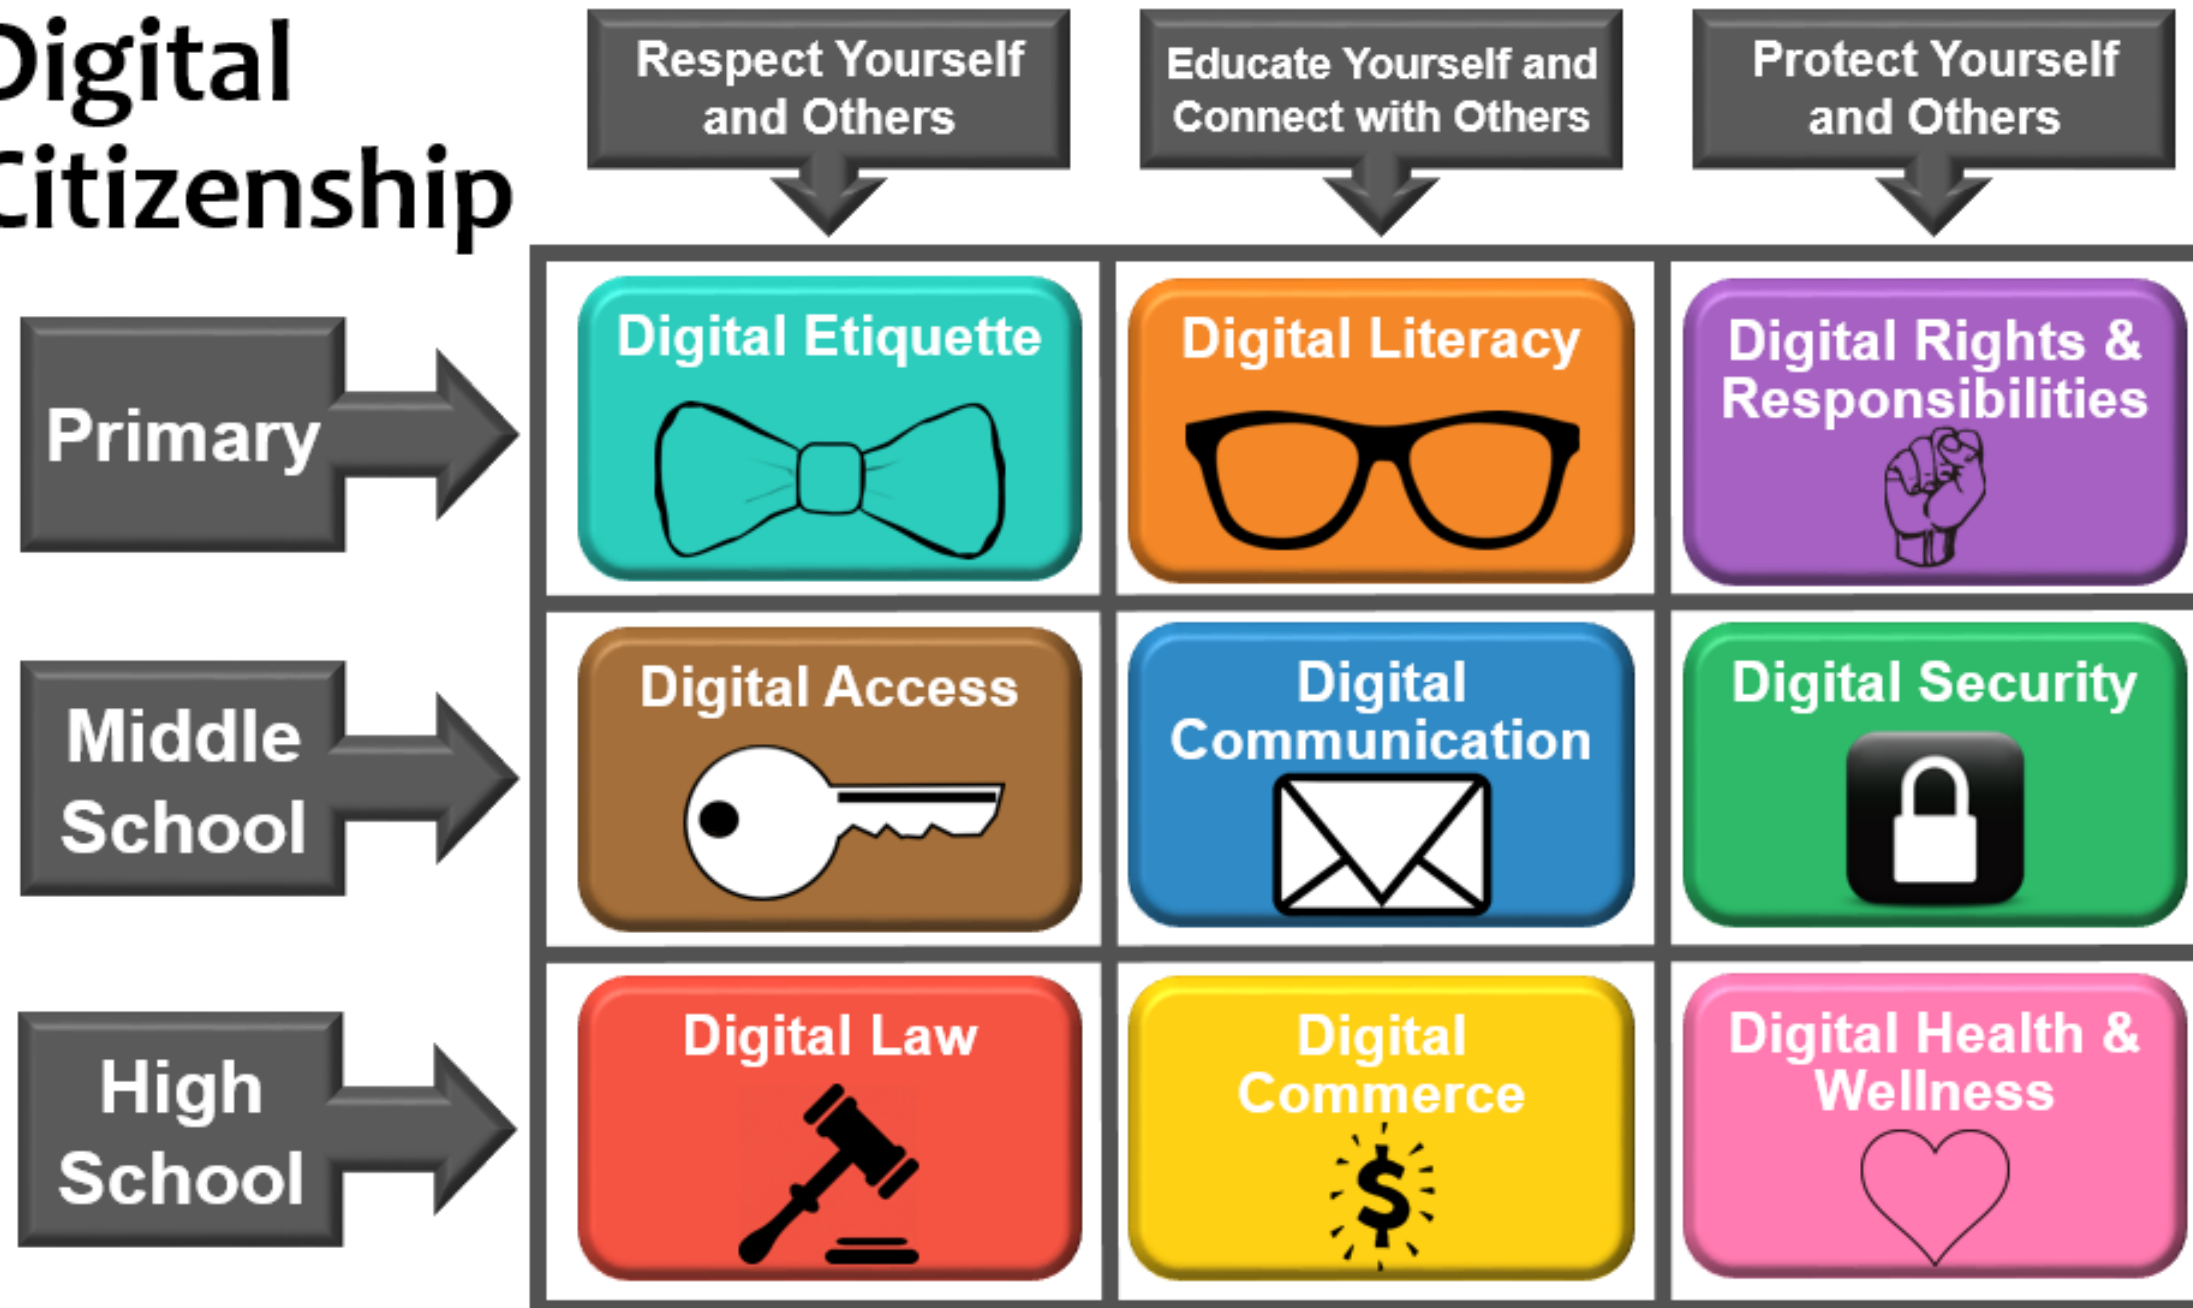 Digital
Citizenship
Respect Yourself
and Others
Educate Yourself and
Connect with Others
Protect Yourself
and Others
Primary
Digital Etiquette
Digital Literacy
Digital Rights &
Responsibilities
Middle
School
Digital Access
Digital
Communication
Digital Security
High
School
Digital Law
Digital
Commerce
$
Digital Health &
Wellness